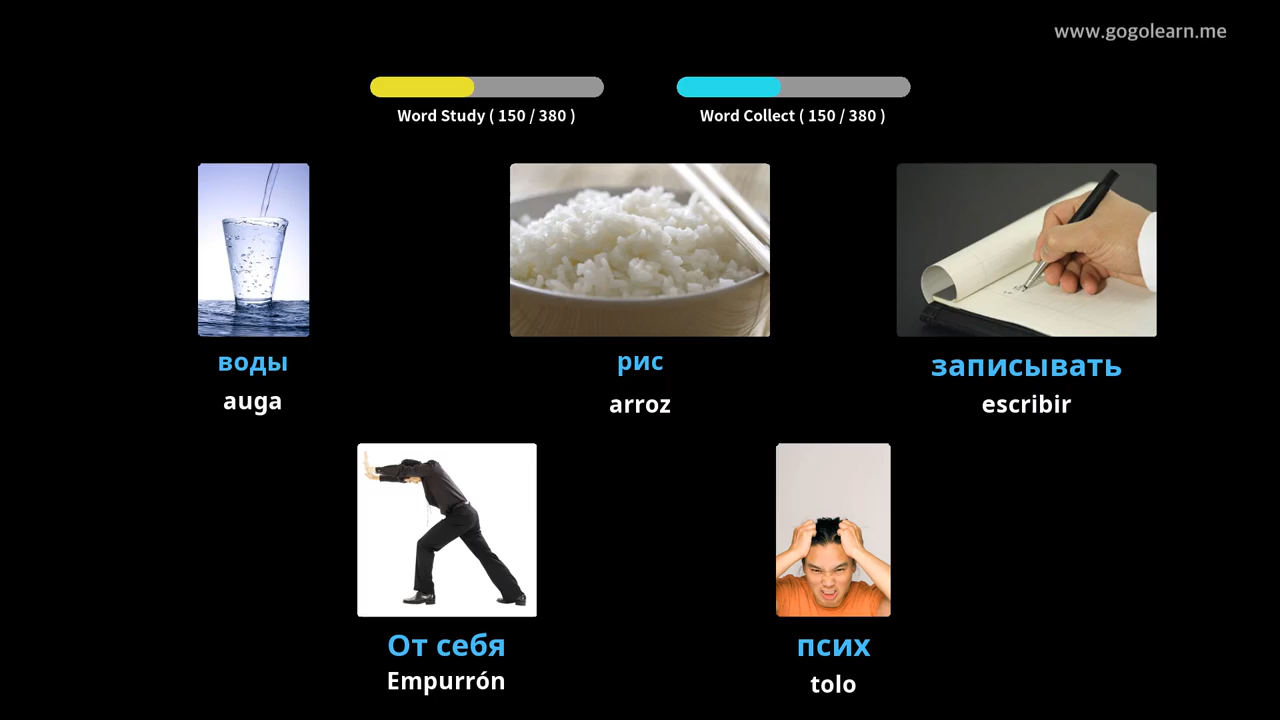 www.gogolearn.me
Word Study ( 150 / 380 )
Word Collect ( 150 / 380 )
воды
auga
рис
arroz
записывать
escribir
От себя
Empurrón
псих
tolo